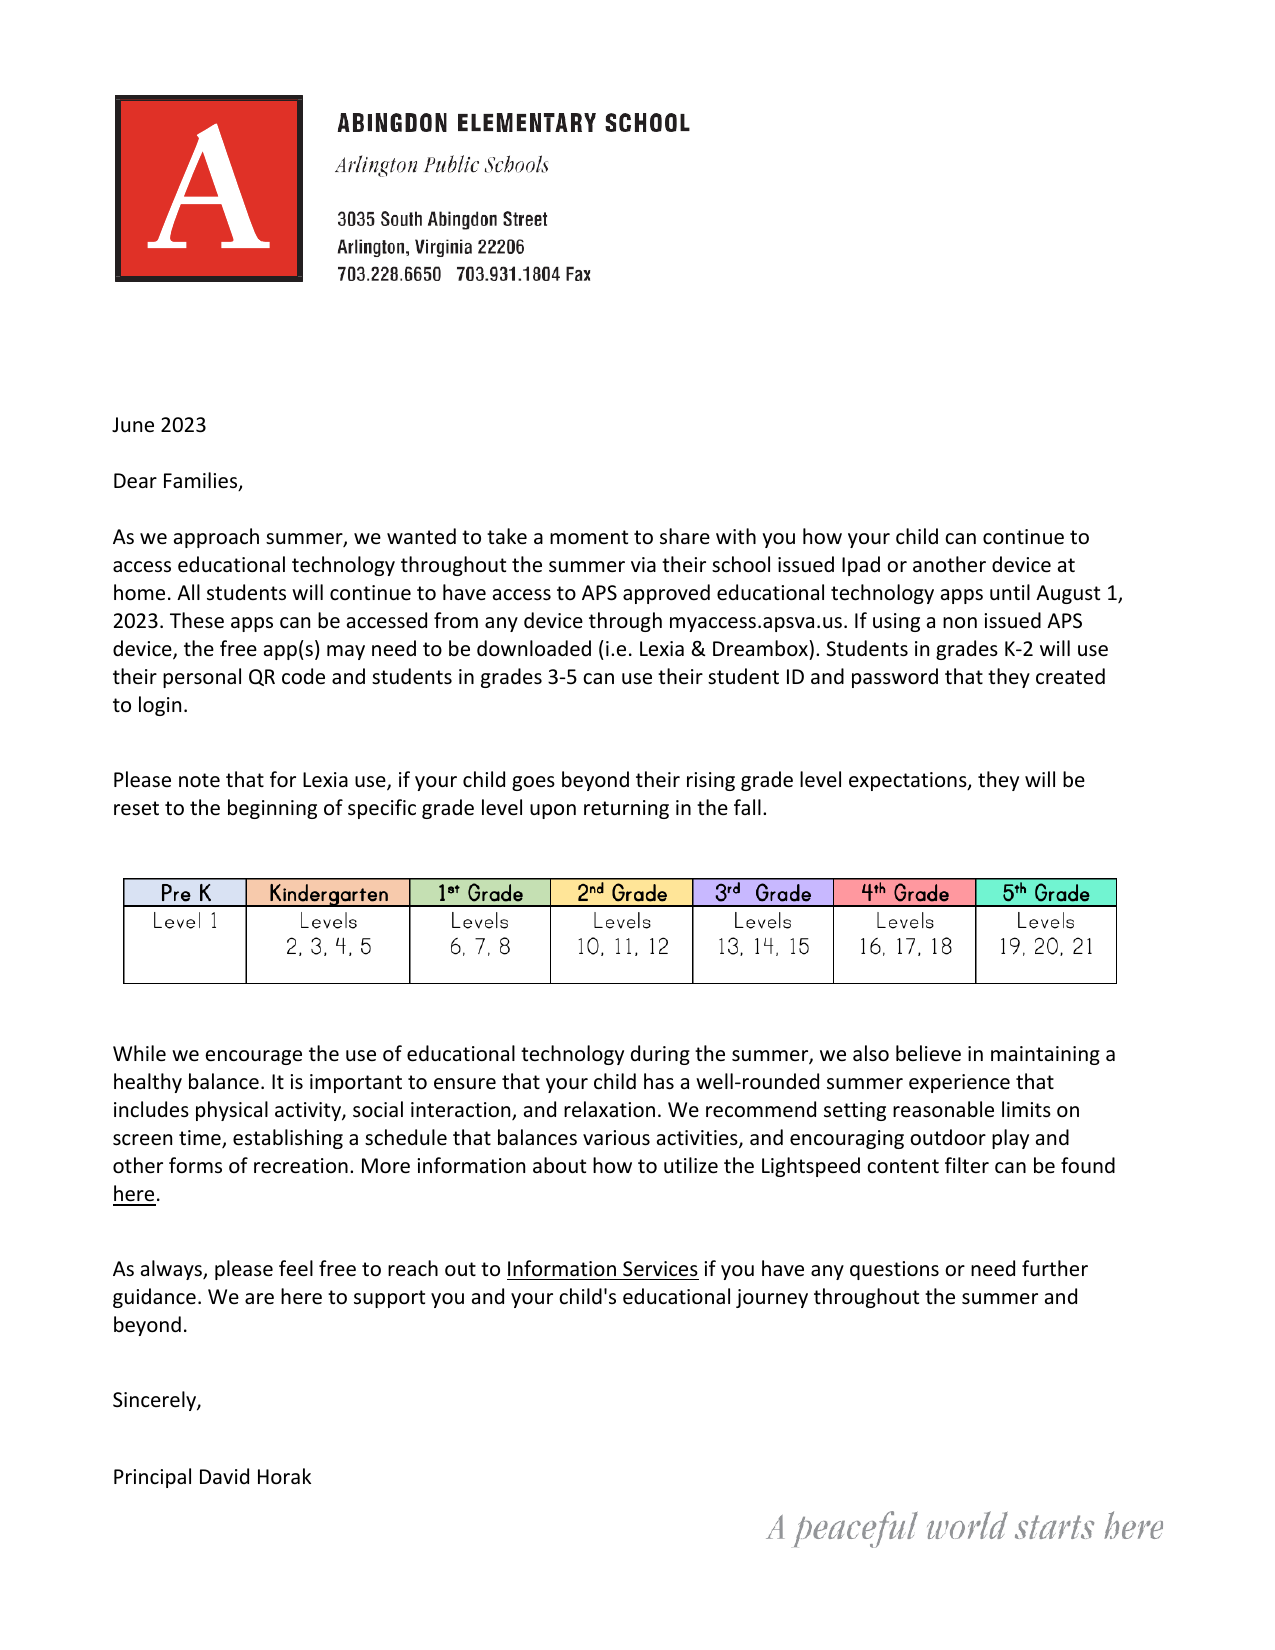 A
ABINGDON ELEMENTARY SCHOOL
Arlington Public Schools
3035 South Abingdon Street
Arlington, Virginia 22206
703.228.6650 703.931.1804 Fax
June 2023
Dear Families,
As we approach summer, we wanted to take a moment to share with you how your child can continue to
access educational technology throughout the summer via their school issued Ipad or another device at
home. All students will continue to have access to APS approved educational technology apps until August 1,
2023. These apps can be accessed from any device through myaccess.apsva.us. If using a non issued APS
device, the free app(s) may need to be downloaded (i.e. Lexia & Dreambox). Students in grades K-2 will use
their personal QR code and students in grades 3-5 can use their student ID and password that they created
to login.
Please note that for Lexia use, if your child goes beyond their rising grade level expectations, they will be
reset to the beginning of specific grade level upon returning in the fall.
Pre K Kindergarten 1st Grade 2nd Grade 3rd Grade 4th Grade 5th Grade
Level 1 Levels Levels Levels Levels Levels Levels
2, 3, 4, 5 6, 7, 8 10, 11, 12 13, 14, 15 16, 17, 18 19, 20, 21
While we encourage the use of educational technology during the summer, we also believe in maintaining a
healthy balance. It is important to ensure that your child has a well-rounded summer experience that
includes physical activity, social interaction, and relaxation. We recommend setting reasonable limits on
screen time, establishing a schedule that balances various activities, and encouraging outdoor play and
other forms of recreation. More information about how to utilize the Lightspeed content filter can be found
here.
As always, please feel free to reach out to Information Services if you have any questions or need further
guidance. We are here to support you and your child's educational journey throughout the summer and
beyond.
Sincerely,
Principal David Horak
A peaceful world starts here